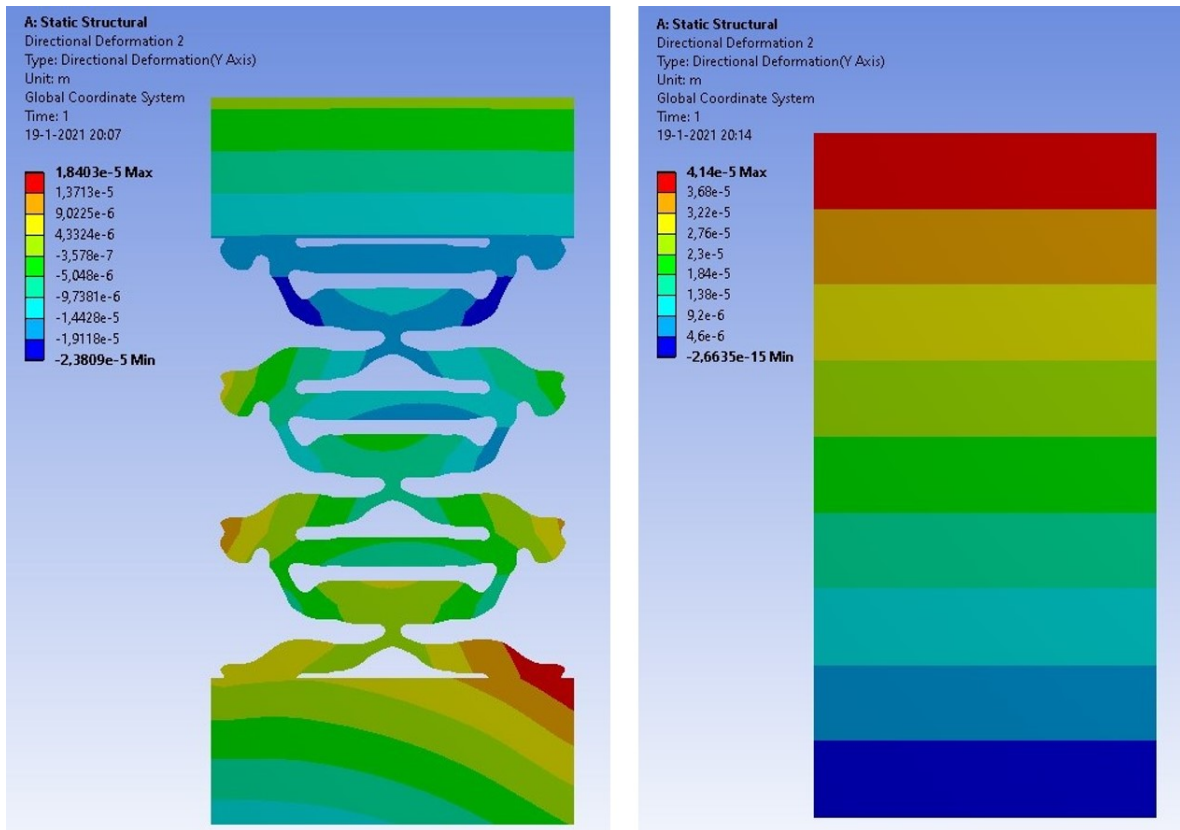 A: Static Structural
Directional Deformation 2
Type: Directional Deformation(Y Axis)
Unit: m
Global Coordinate System
Time: 1
19-1-2021 20:07
1,8403e-5 Max
1,3713e-5
9,0225e-6
4,3324e-6
-3,578e-7
-5,048e-6
-9,7381e-6
-1,4428e-5
-1,9118e-5
-2,3809e-5 Min
A: Static Structural
Directional Deformation 2
Type: Directional Deformation(Y Axis)
Unit: m
Global Coordinate System
Time: 1
19-1-2021 20:14
4,14e-5 Max
3,68e-5
3,22e-5
2,76e-5
2,3e-5
1,84e-5
1,38e-5
9,2e-6
4,6e-6
-2,6635e-15 Min